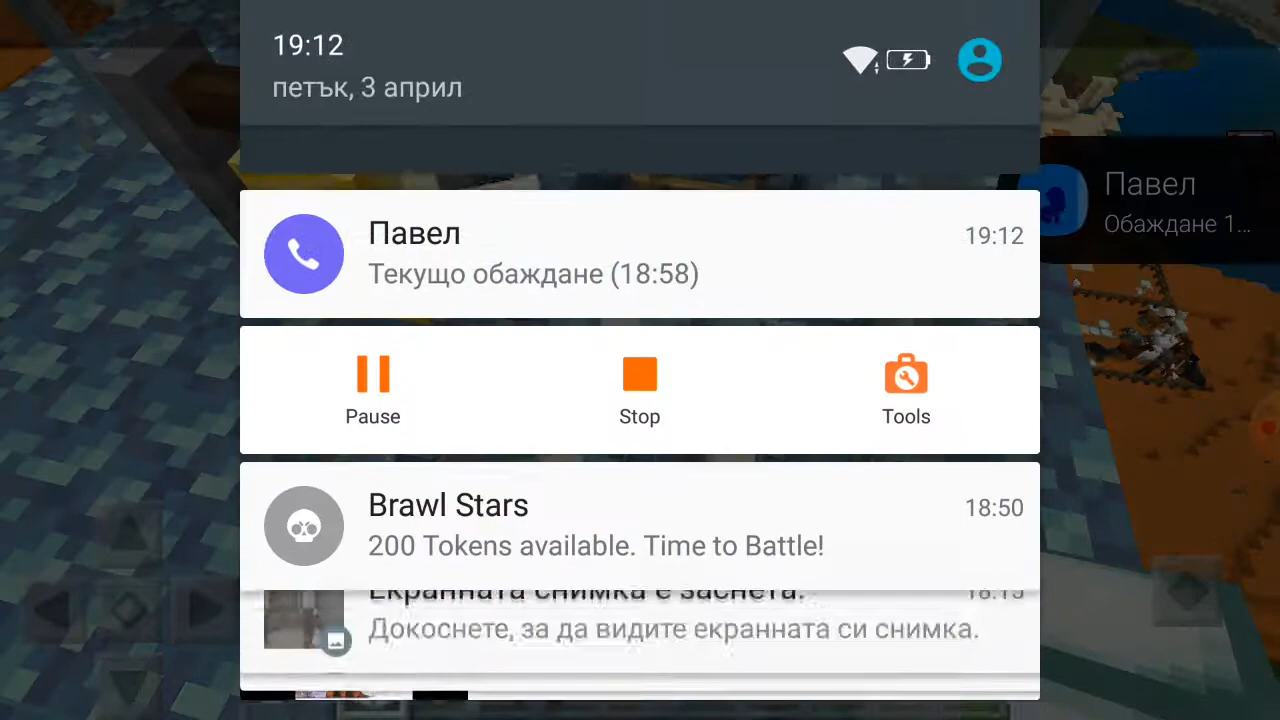 19:12
петък, 3 април
Павел
Обаждане 1...
Павел
19:12
Текущо обаждане (18:58)
Pause
Stop
Tools
Brawl Stars
18:50
200 Tokens available. Time to Battle!
Екранната снимка е заснета.
18:15
Докоснете, за да видите екранната си снимка.